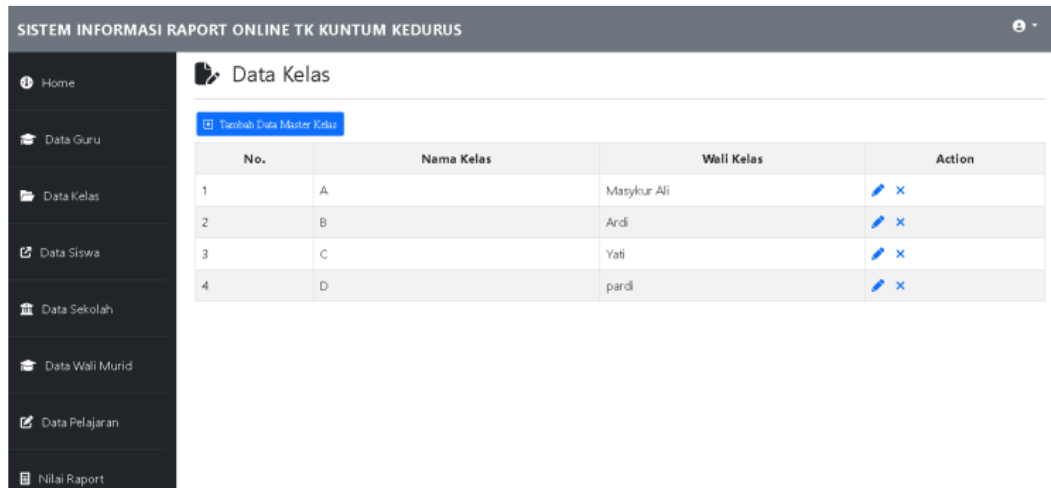 SISTEM INFORMASI RAPORT ONLINE TK KUNTUM KEDURUS
Home
Data Guru
Data Kelas
Data Siswa
Data Sekolah
Data Wali Murid
Data Pelajaran
Nilai Raport
Data Kelas
Tambah Data Master Kelas
No. Nama Kelas Wali Kelas Action
1 A Masykur Ali
2 B Ardi
3 C Yati
4 D pardi